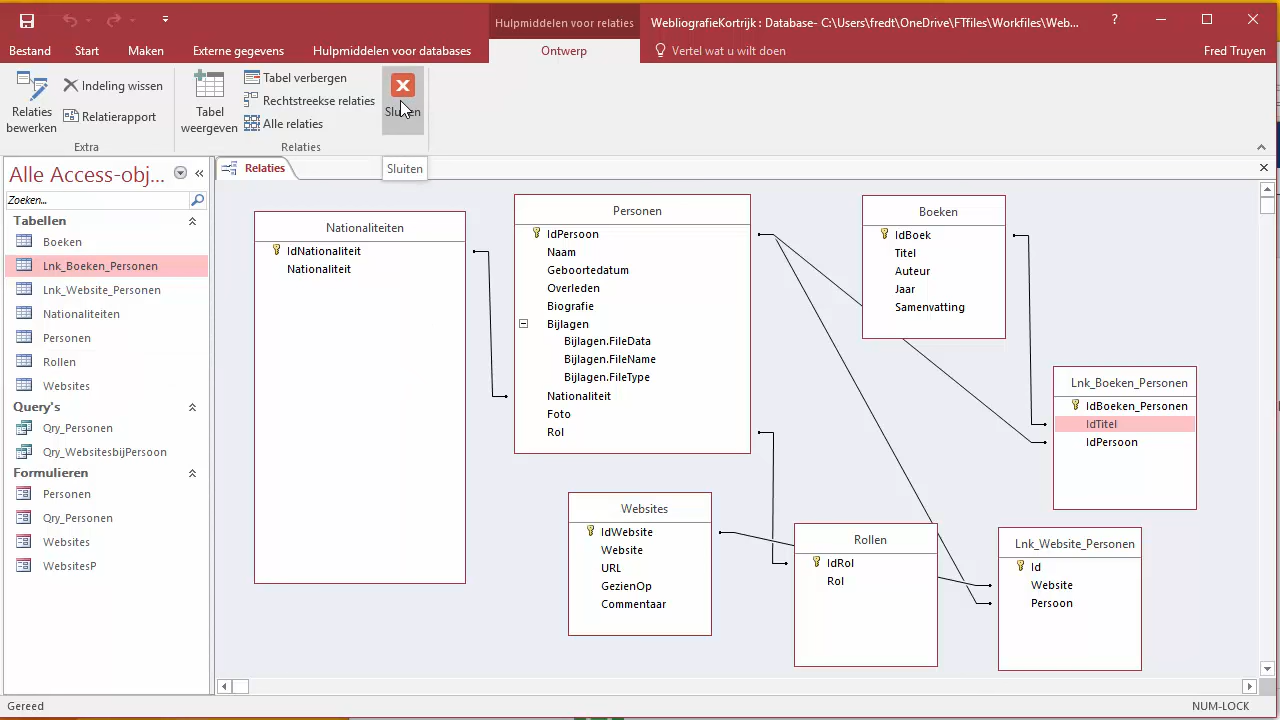 Hulpmiddelen voor relaties
WebliografieKortrijk : Database- C:\Users\fredt\OneDrive\FTfiles\Workfiles\Web...
?
Bestand
Start
Maken
Externe gegevens
Hulpmiddelen voor databases
Ontwerp
Vertel wat u wilt doen
Fred Truyen
Relaties bewerken
Indeling wissen
Relatierapport
Extra
Tabel weergeven
Tabel verbergen
Rechtstreekse relaties
Alle relaties
Relaties
Sluiten
Sluiten
Alle Access-obj...
«
Zoeken...
Tabellen
Boeken
Lnk_Boeken_Personen
Lnk_Website_Personen
Nationaliteiten
Personen
Rollen
Websites
Query's
Qry_Personen
Qry_WebsitesbijPersoon
Formulieren
Personen
Qry_Personen
Websites
WebsitesP
Relaties
Nationaliteiten
IdNationaliteit
Nationaliteit
Personen
IdPersoon
Naam
Geboortedatum
Overleden
Biografie
Bijlagen
Bijlagen.FileData
Bijlagen.FileName
Bijlagen.FileType
Nationaliteit
Foto
Rol
Boeken
IdBoek
Titel
Auteur
Jaar
Samenvatting
Lnk_Boeken_Personen
IdBoeken_Personen
IdTitel
IdPersoon
Websites
IdWebsite
Website
URL
GezienOp
Commentaar
Rollen
IdRol
Rol
Lnk_Website_Personen
Id
Website
Persoon
Gereed
NUM-LOCK